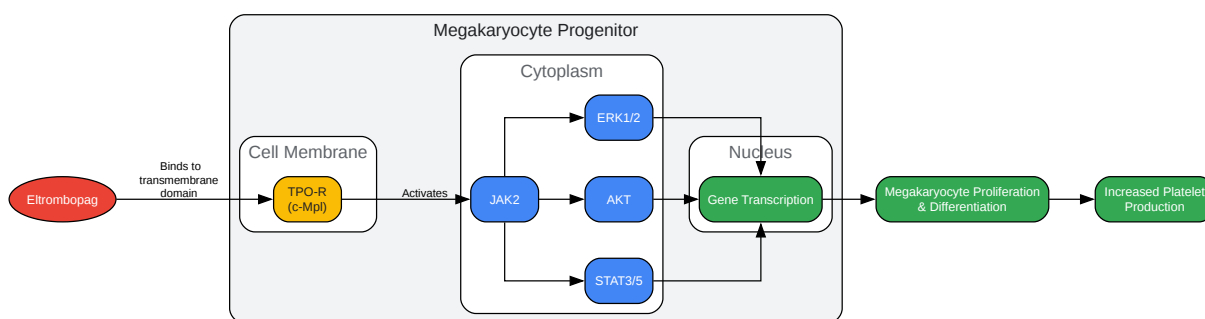 Megakaryocyte Progenitor
Cytoplasm
Cell Membrane
Nucleus
Eltrombopag
Binds to
transmembrane
domain
TPO-R
(c-Mpl)
Activates
JAK2
ERK1/2
AKT
STAT3/5
Gene Transcription
Megakaryocyte Proliferation
& Differentiation
Increased Platelet
Production